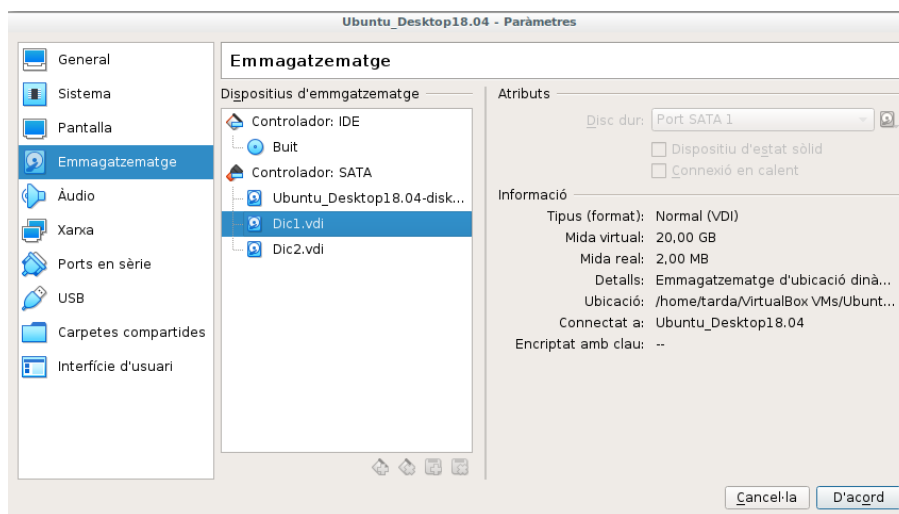 Ubuntu_Desktop18.04 - Paràmetres
General
Sistema
Pantalla
Emmagatzematge
Àudio
Xarxa
Ports en sèrie
USB
Carpetes compartides
Interfície d'usuari
Emmagatzematge
Dispositius d'emmgatzematge
Controlador: IDE
Buit
Controlador: SATA
Ubuntu_Desktop18.04-disk...
Dic1.vdi
Dic2.vdi
Atributs
Disc dur: Port SATA 1
Dispositiu d'estat sòlid
Connexió en calent
Informació
Tipus (format): Normal (VDI)
Mida virtual: 20,00 GB
Mida real: 2,00 MB
Detalls: Emmagatzematge d'ubicació dinà...
Ubicació: /home/tarda/VirtualBox VMs/Ubunt...
Connectat a: Ubuntu_Desktop18.04
Encriptat amb clau: --
Cancel·la D'acord